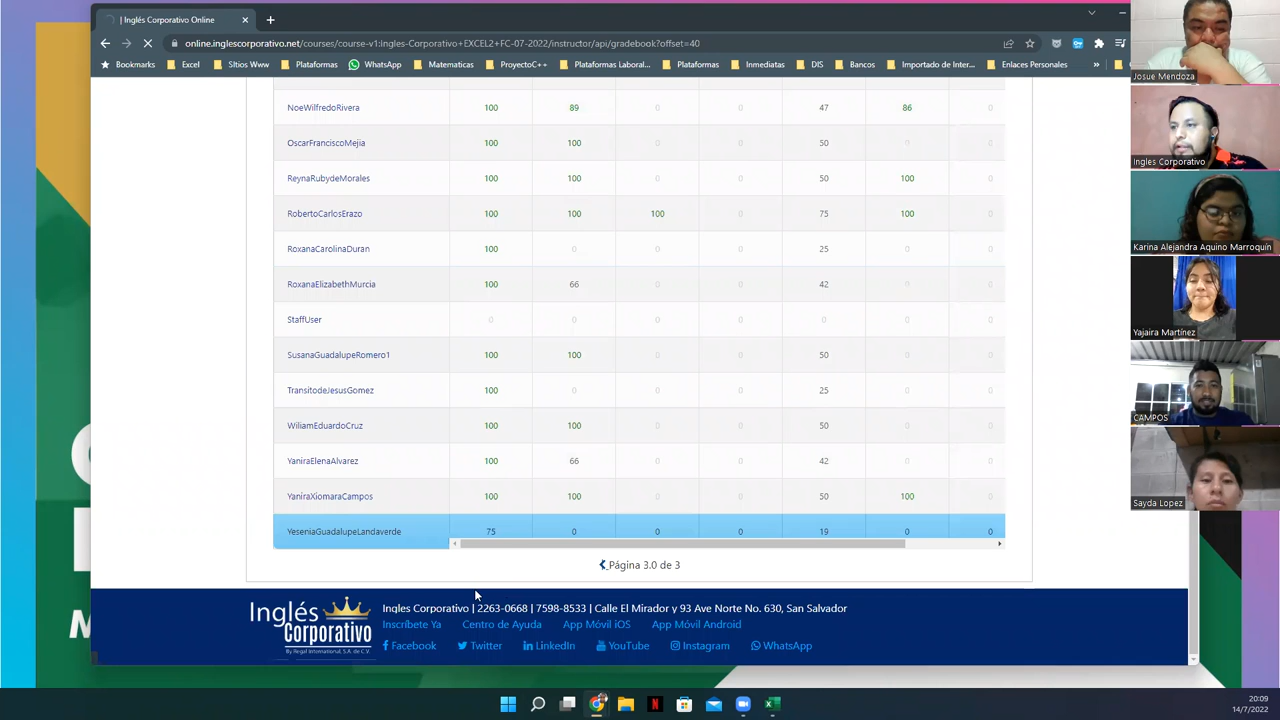 | Inglés Corporativo Online
online.inglescorporativo.net/courses/course-v1:Ingles-Corporativo+EXCEL2+FC-07-2022/instructor/api/gradebook?offset=40
Bookmarks Excel SItios Www Plataformas WhatsApp Matematicas ProyectoC++ Plataformas Laboral... Plataformas Inmediatas DIS Bancos Importado de Inter... Enlaces Personales »
NoeWilfredoRivera 100 89 0 0 47 86 0
OscarFranciscoMejia 100 100 0 0 50 0 0
ReynaRubydeMorales 100 100 0 0 50 100 0
RobertoCarlosErazo 100 100 100 0 75 100 0
RoxanaCarolinaDuran 100 0 0 0 25 0 0
RoxanaElizabethMurcia 100 66 0 0 42 0 0
StaffUser 0 0 0 0 0 0
SusanaGuadalupeRomero1 100 100 0 0 50 0 0
TransitodeJesusGomez 100 0 0 0 25 0 0
WiliamEduardoCruz 100 100 0 0 50 0 0
YaniraElenaAlvarez 100 66 0 0 42 0 0
YaniraXiomaraCampos 100 100 0 0 50 100 0
YeseniaGuadalupeLandaverde 75 0 0 0 19 0 0
Página 3.0 de 3
Inglés Corporativo
By Regal International, S.A. de C.V.
Ingles Corporativo | 2263-0668 | 7598-8533 | Calle El Mirador y 93 Ave Norte No. 630, San Salvador
Inscríbete Ya Centro de Ayuda App Móvil iOS App Móvil Android
Facebook Twitter LinkedIn YouTube Instagram WhatsApp
Josue Mendoza
Ingles Corporativo
Karina Alejandra Aquino Marroquín
Yajaira Martínez
CAMPOS
Sayda Lopez
20:09
14/7/2022